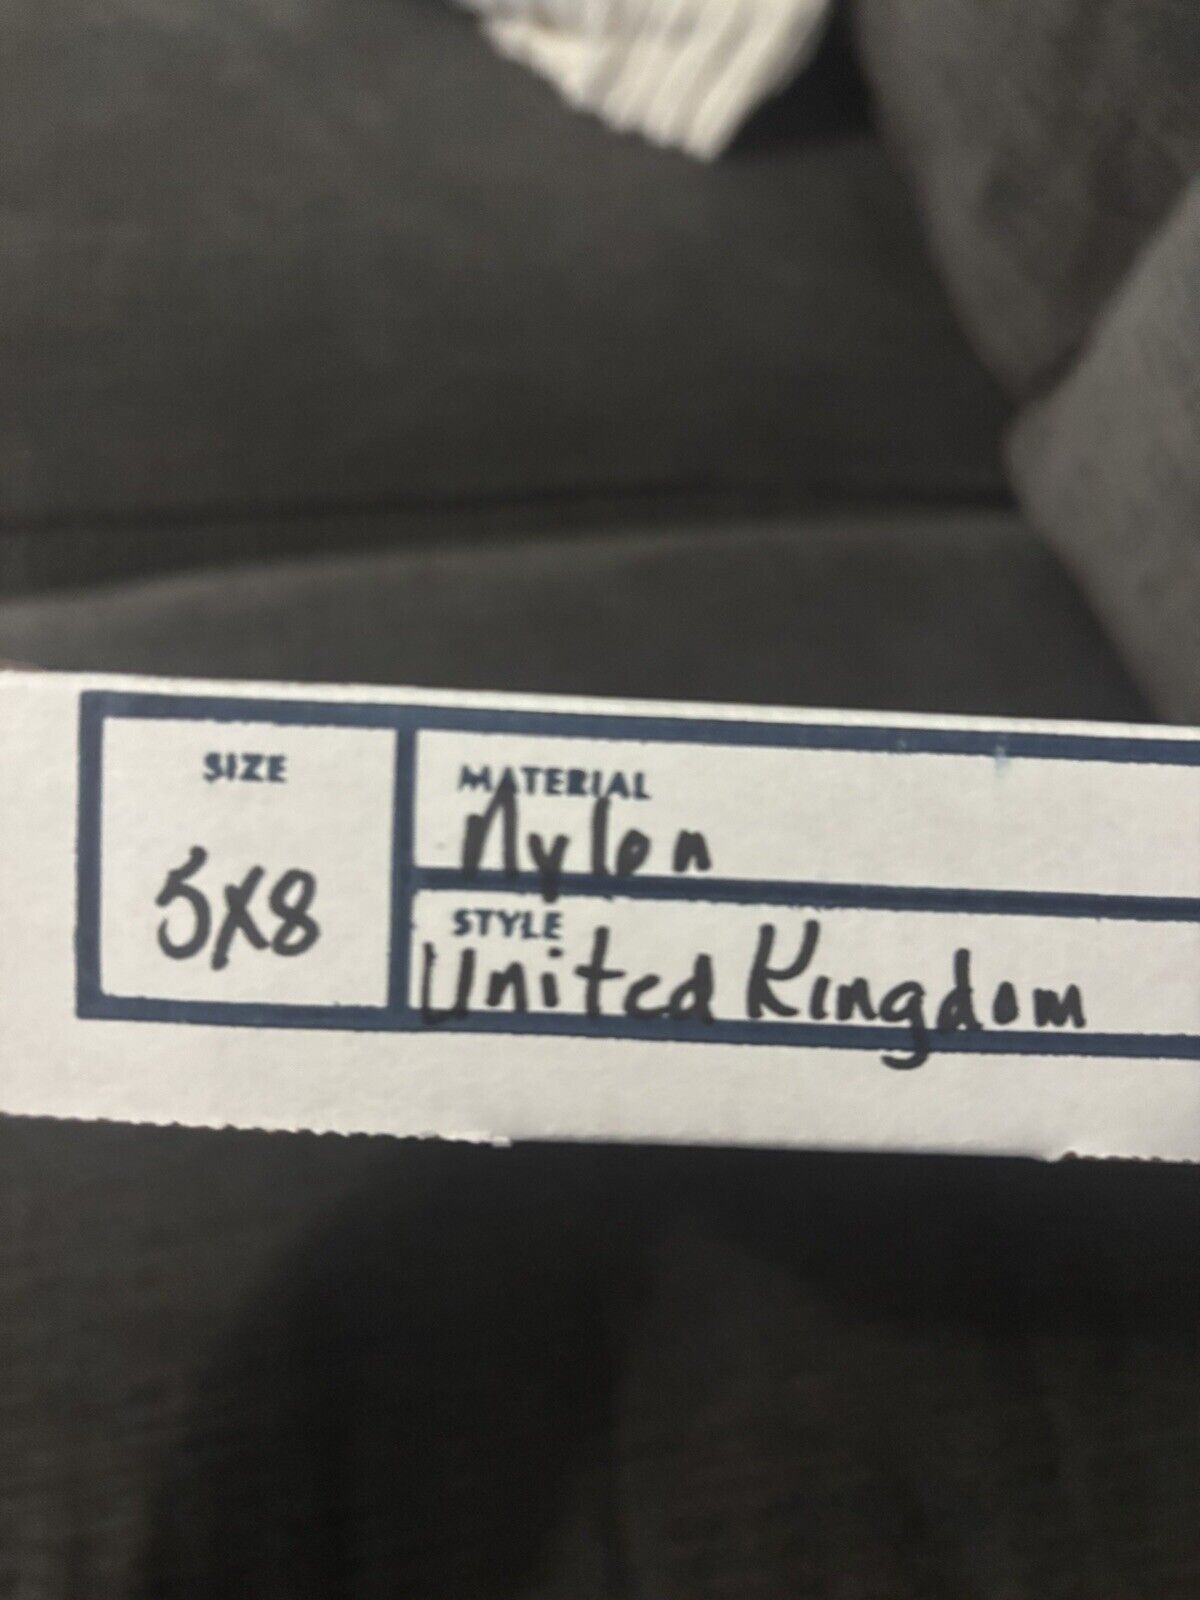 SIZE
5X8
MATERIAL
Nylon
STYLE
United Kingdom